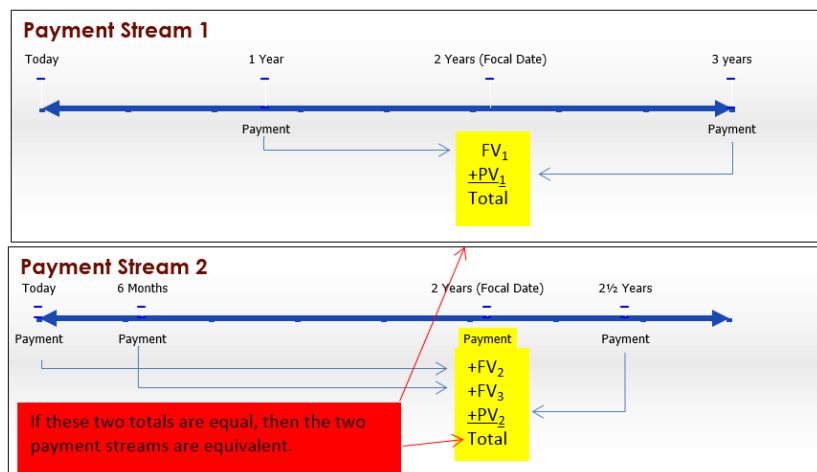 Payment Stream 1
Today 1 Year 2 Years (Focal Date) 3 years
Payment Payment
FV1
+PV1
Total
Payment Stream 2
Today 6 Months 2 Years (Focal Date) 2½ Years
Payment Payment Payment Payment
+FV2
+FV3
+PV2
Total
If these two totals are equal, then the two
payment streams are equivalent.